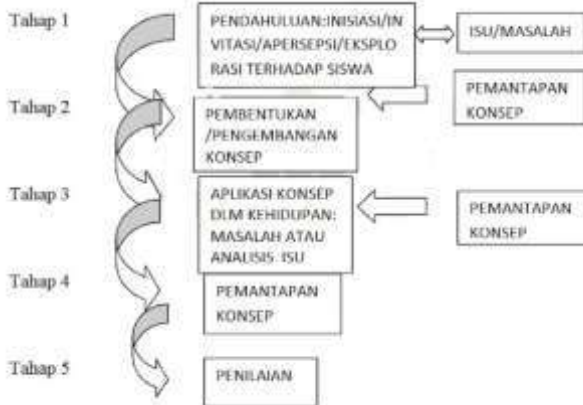 Tahap 1
PENDAHULUAN:INISIASI/IN
VITASI/APERSEPSI/EKSPLO
RASI TERHADAP SISWA
ISU/MASALAH
Tahap 2
PEMBENTUKAN
/PENGEMBANGAN
KONSEP
PEMANTAPAN
KONSEP
Tahap 3
APLIKASI KONSEP
DLM KEHIDUPAN:
MASALAH ATAU
ANALISIS ISU
PEMANTAPAN
KONSEP
Tahap 4
PEMANTAPAN
KONSEP
Tahap 5
PENILAIAN